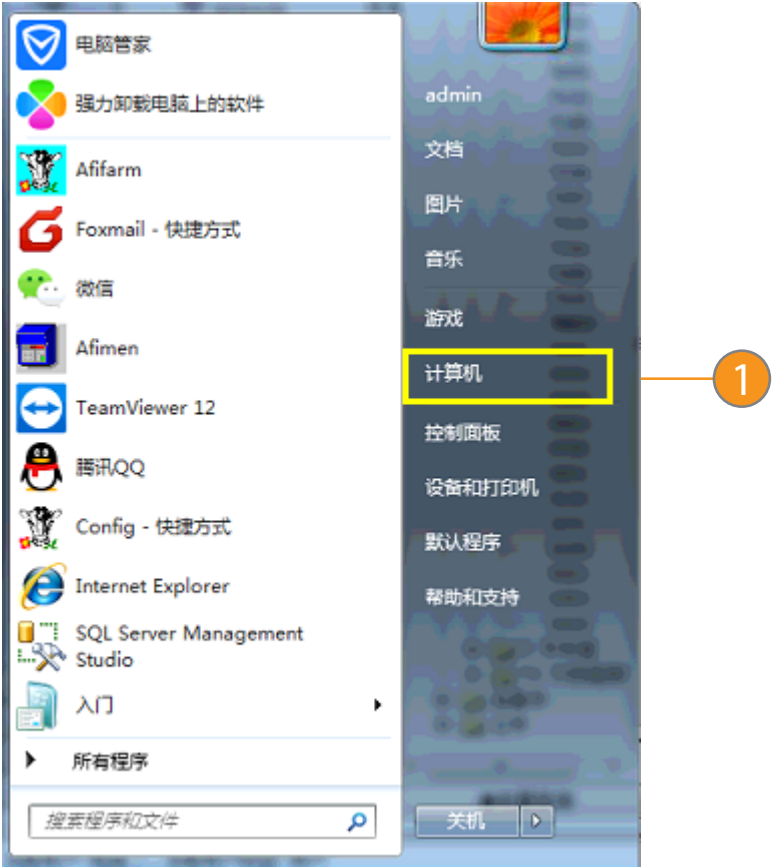 电脑管家
强力卸载电脑上的软件
Afifarm
Foxmail - 快捷方式
微信
Afimen
TeamViewer 12
腾讯QQ
Config - 快捷方式
Internet Explorer
SQL Server Management
Studio
入门
所有程序
搜索程序和文件
admin
文档
图片
音乐
游戏
计算机
1
控制面板
设备和打印机
默认程序
帮助和支持
关机